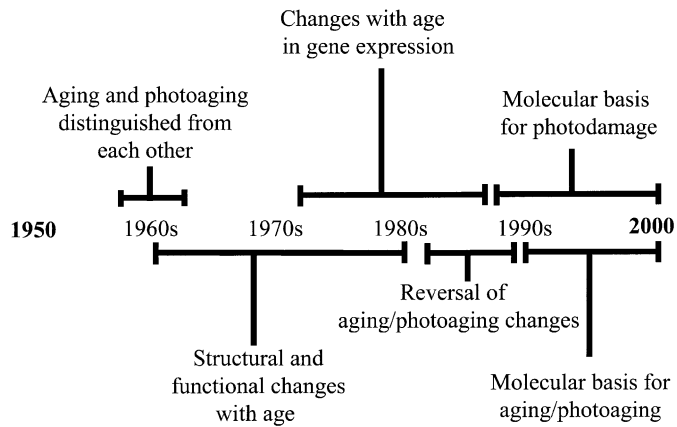 Changes with age
in gene expression
Aging and photoaging
distinguished from
each other
Molecular basis
for photodamage
1950 1960s 1970s 1980s 1990s 2000
Reversal of
aging/photoaging changes
Structural and
functional changes
with age
Molecular basis for
aging/photoaging